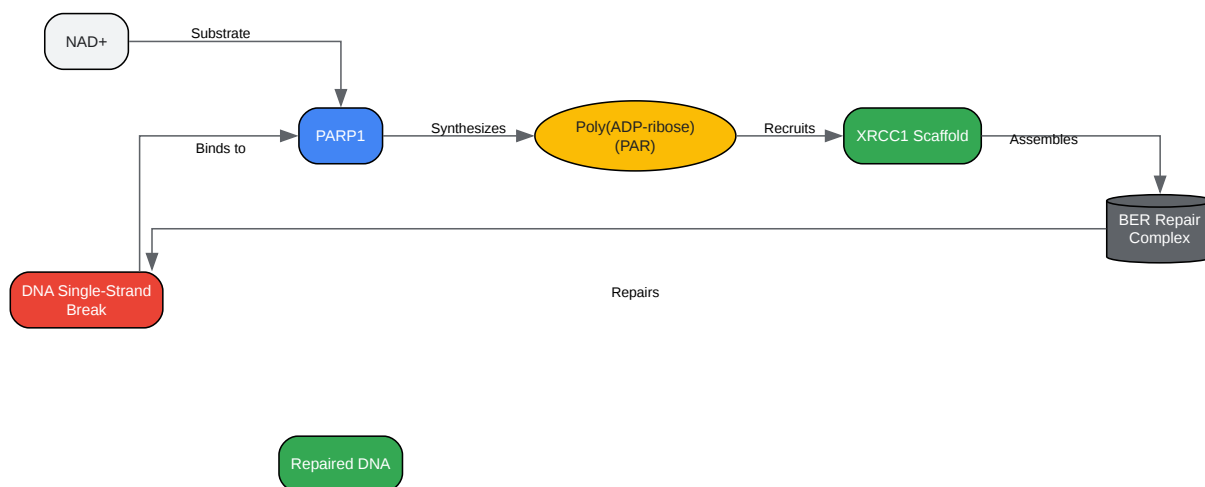 NAD+
Substrate
PARP1
Binds to
Synthesizes
Poly(ADP-ribose)
(PAR)
Recruits
XRCC1 Scaffold
Assembles
BER Repair
Complex
DNA Single-Strand
Break
Repairs
Repaired DNA